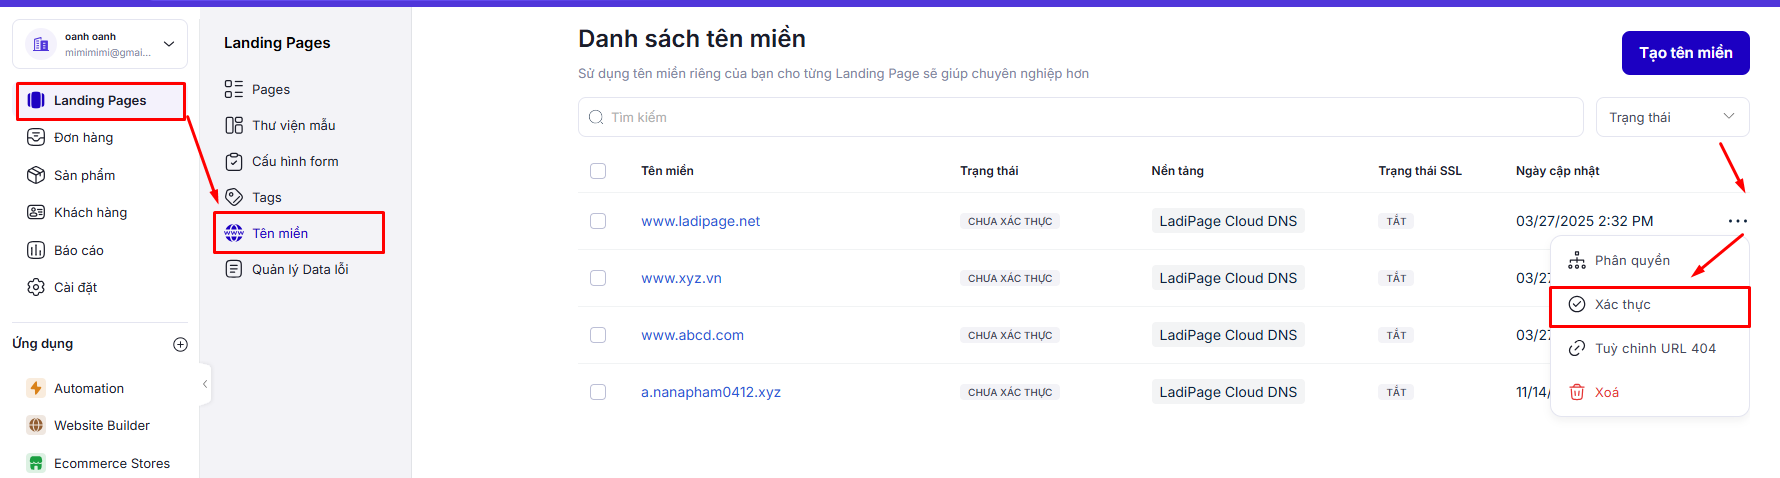 oanh oanh
mimimimi@gmai...
Landing Pages
Đơn hàng
Sản phẩm
Khách hàng
Báo cáo
Cài đặt
Ứng dụng
Automation
Website Builder
Ecommerce Stores
Landing Pages
Pages
Thư viện mẫu
Cấu hình form
Tags
Tên miền
Quản lý Data lỗi
Danh sách tên miền
Tạo tên miền
Sử dụng tên miền riêng của bạn cho từng Landing Page sẽ giúp chuyên nghiệp hơn
Tìm kiếm
Trạng thái
Tên miền Trạng thái Nền tảng Trạng thái SSL Ngày cập nhật
www.ladipage.net CHƯA XÁC THỰC LadiPage Cloud DNS TẮT 03/27/2025 2:32 PM
www.xyz.vn CHƯA XÁC THỰC LadiPage Cloud DNS TẮT 03/27
www.abcd.com CHƯA XÁC THỰC LadiPage Cloud DNS TẮT 03/27
a.nanapham0412.xyz CHƯA XÁC THỰC LadiPage Cloud DNS TẮT 11/14/
Phân quyền
Xác thực
Tuỳ chỉnh URL 404
Xoá